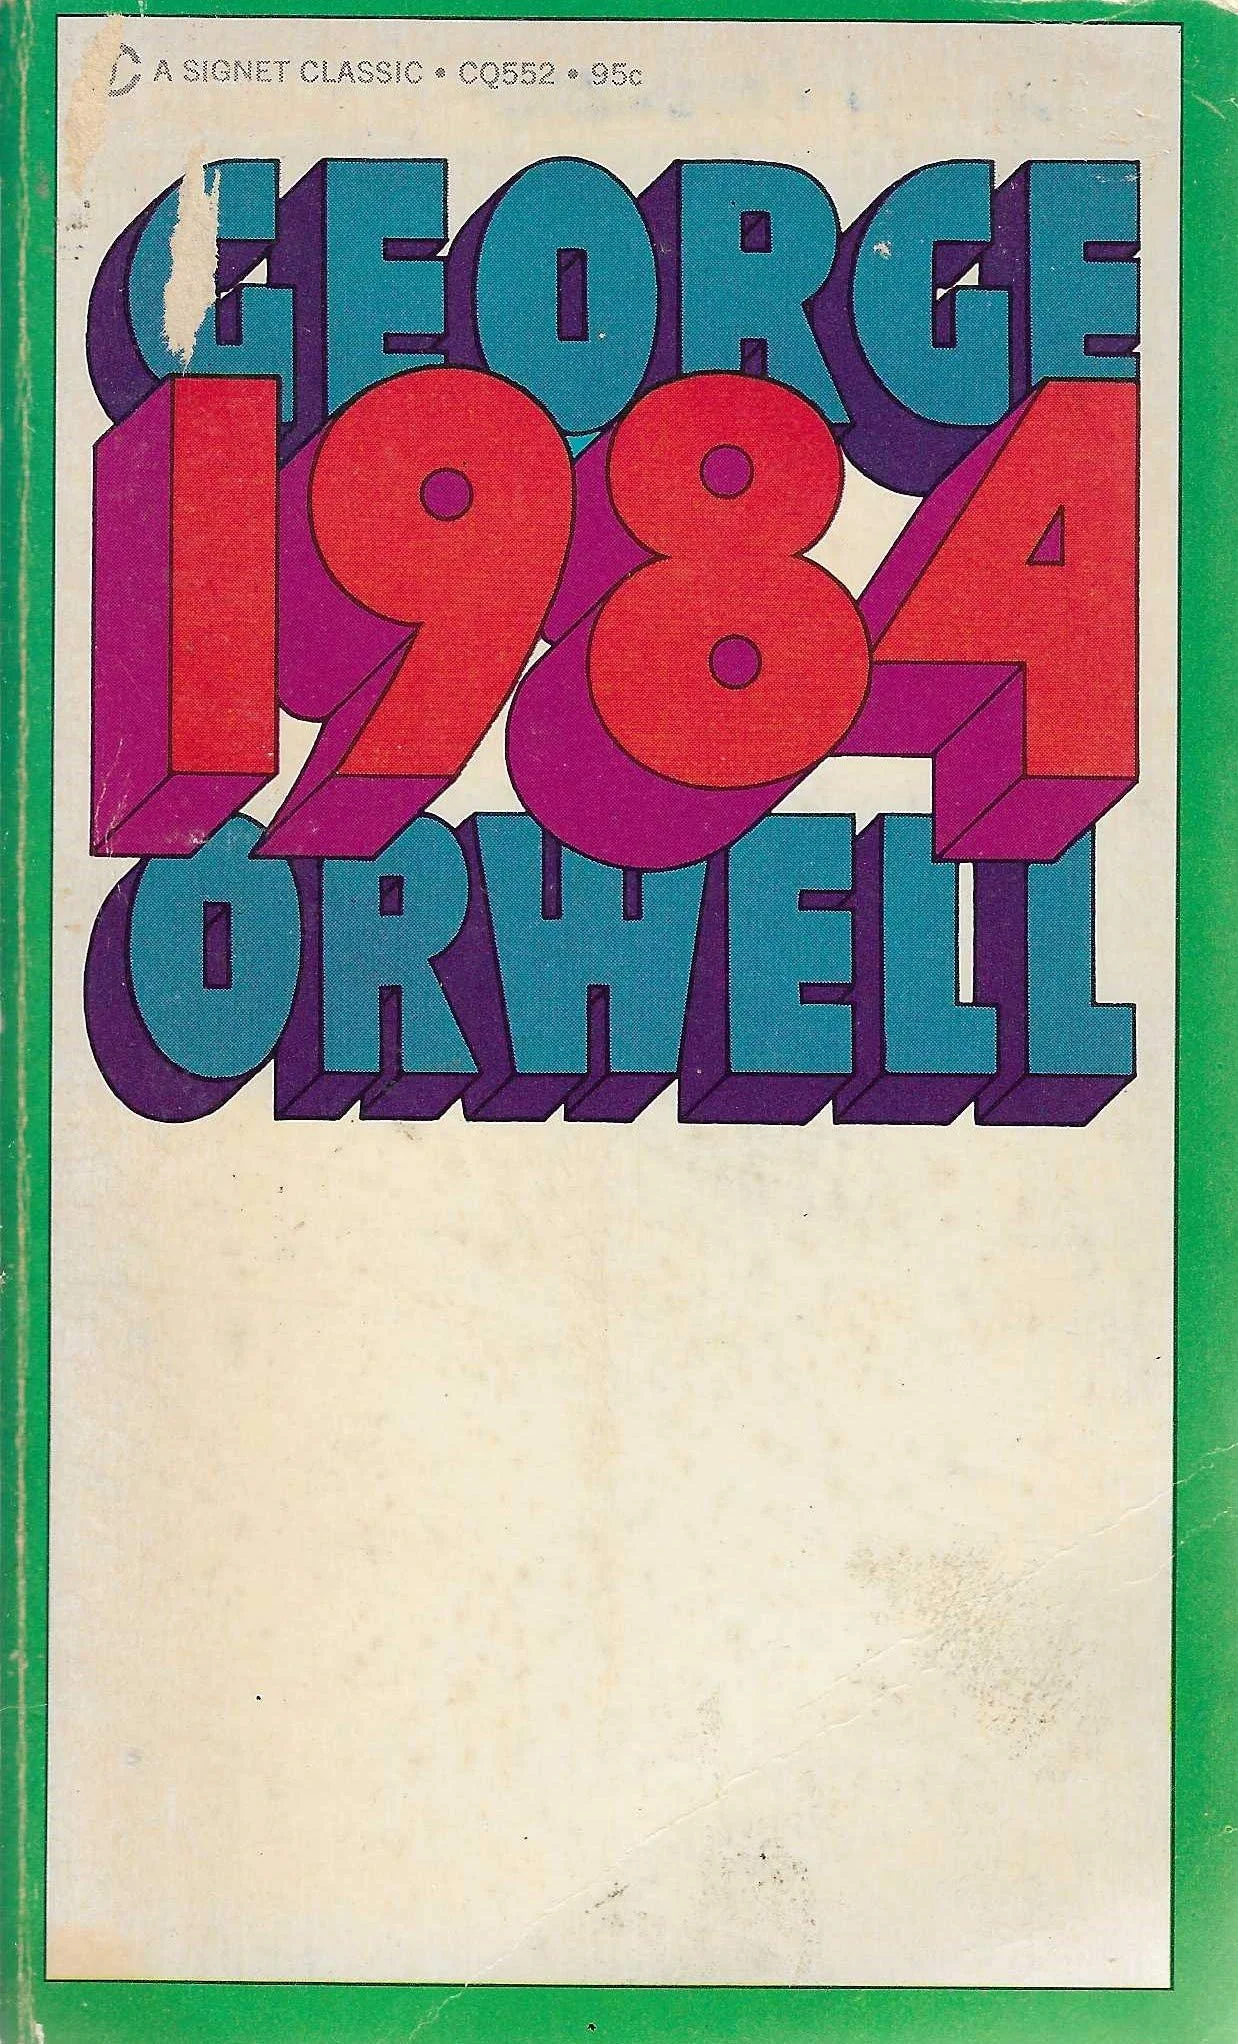 A SIGNET CLASSIC • CQ552 • 95c
GEORGE
1984
ORWELL